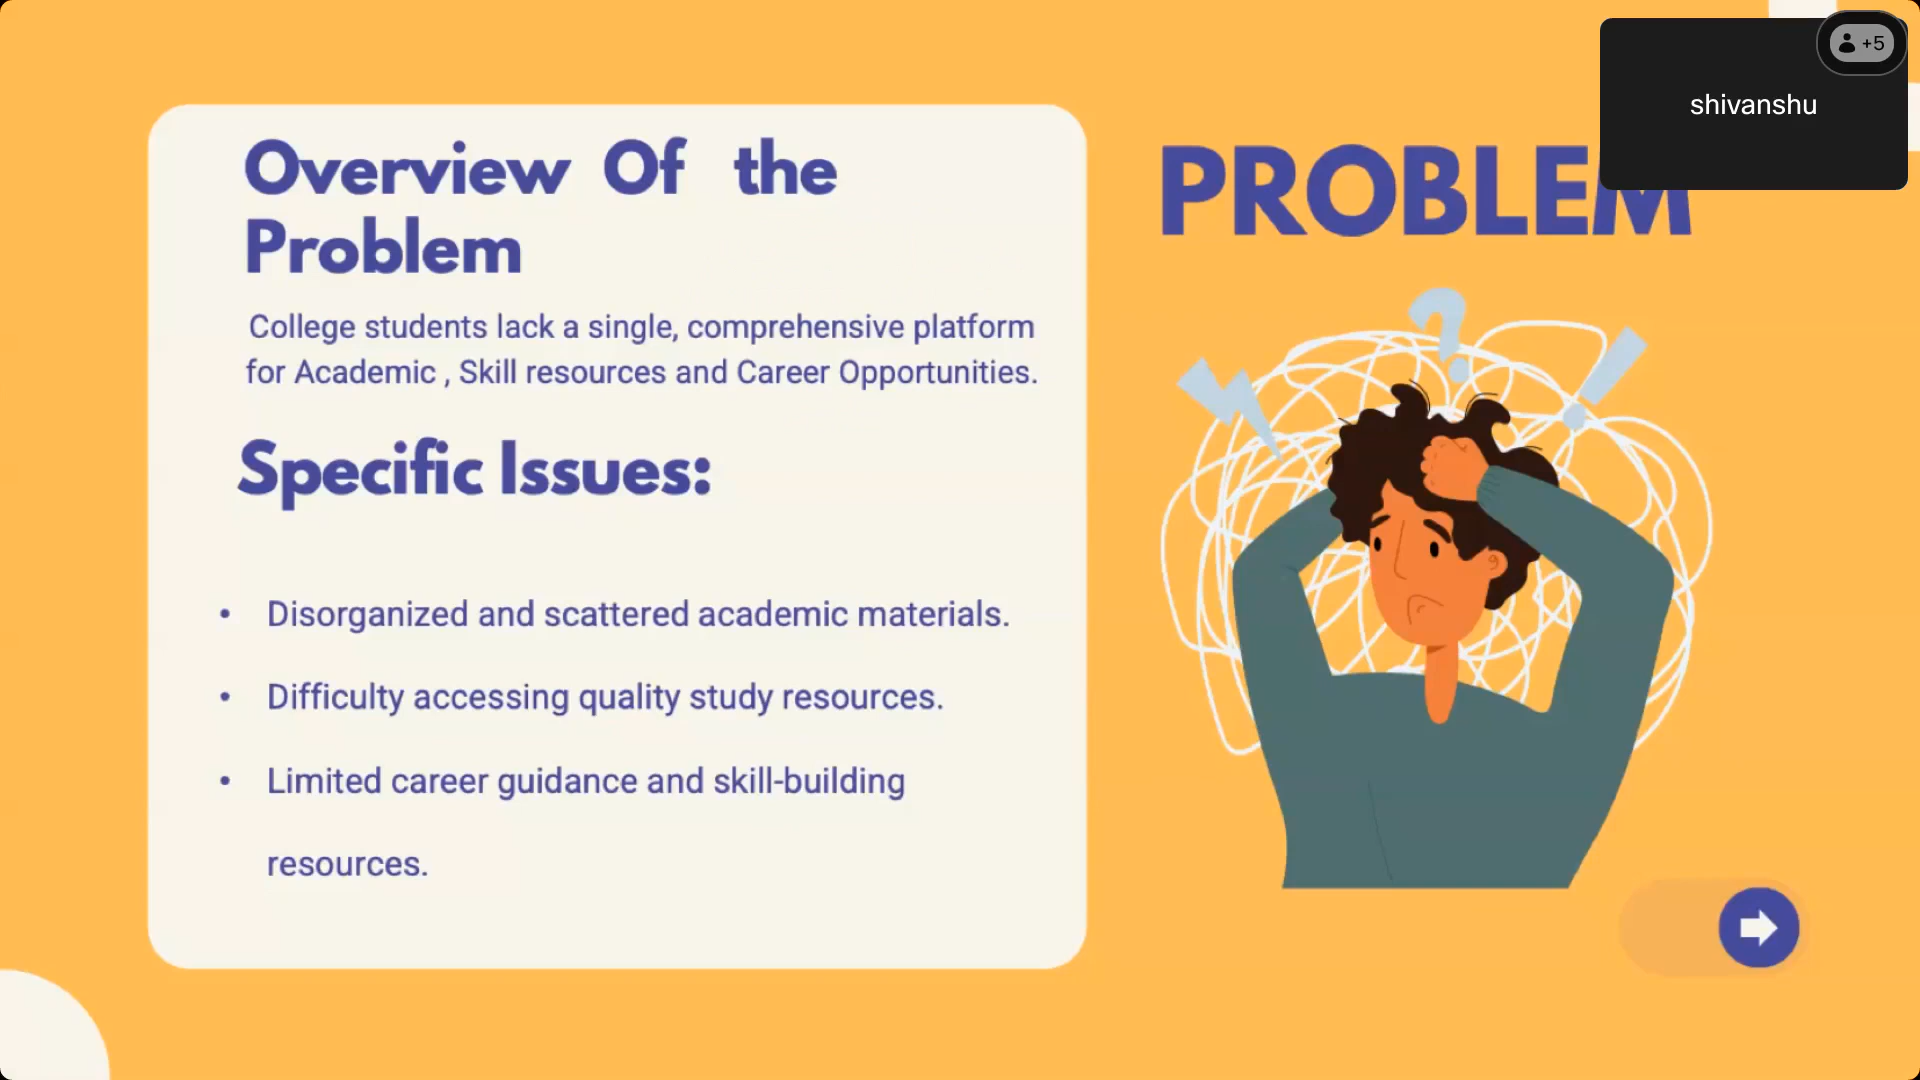 Overview Of the
Problem
College students lack a single, comprehensive platform
for Academic , Skill resources and Career Opportunities.
Specific Issues:
• Disorganized and scattered academic materials.
• Difficulty accessing quality study resources.
• Limited career guidance and skill-building
resources.
PROBLEM
?
!
shivanshu
+5